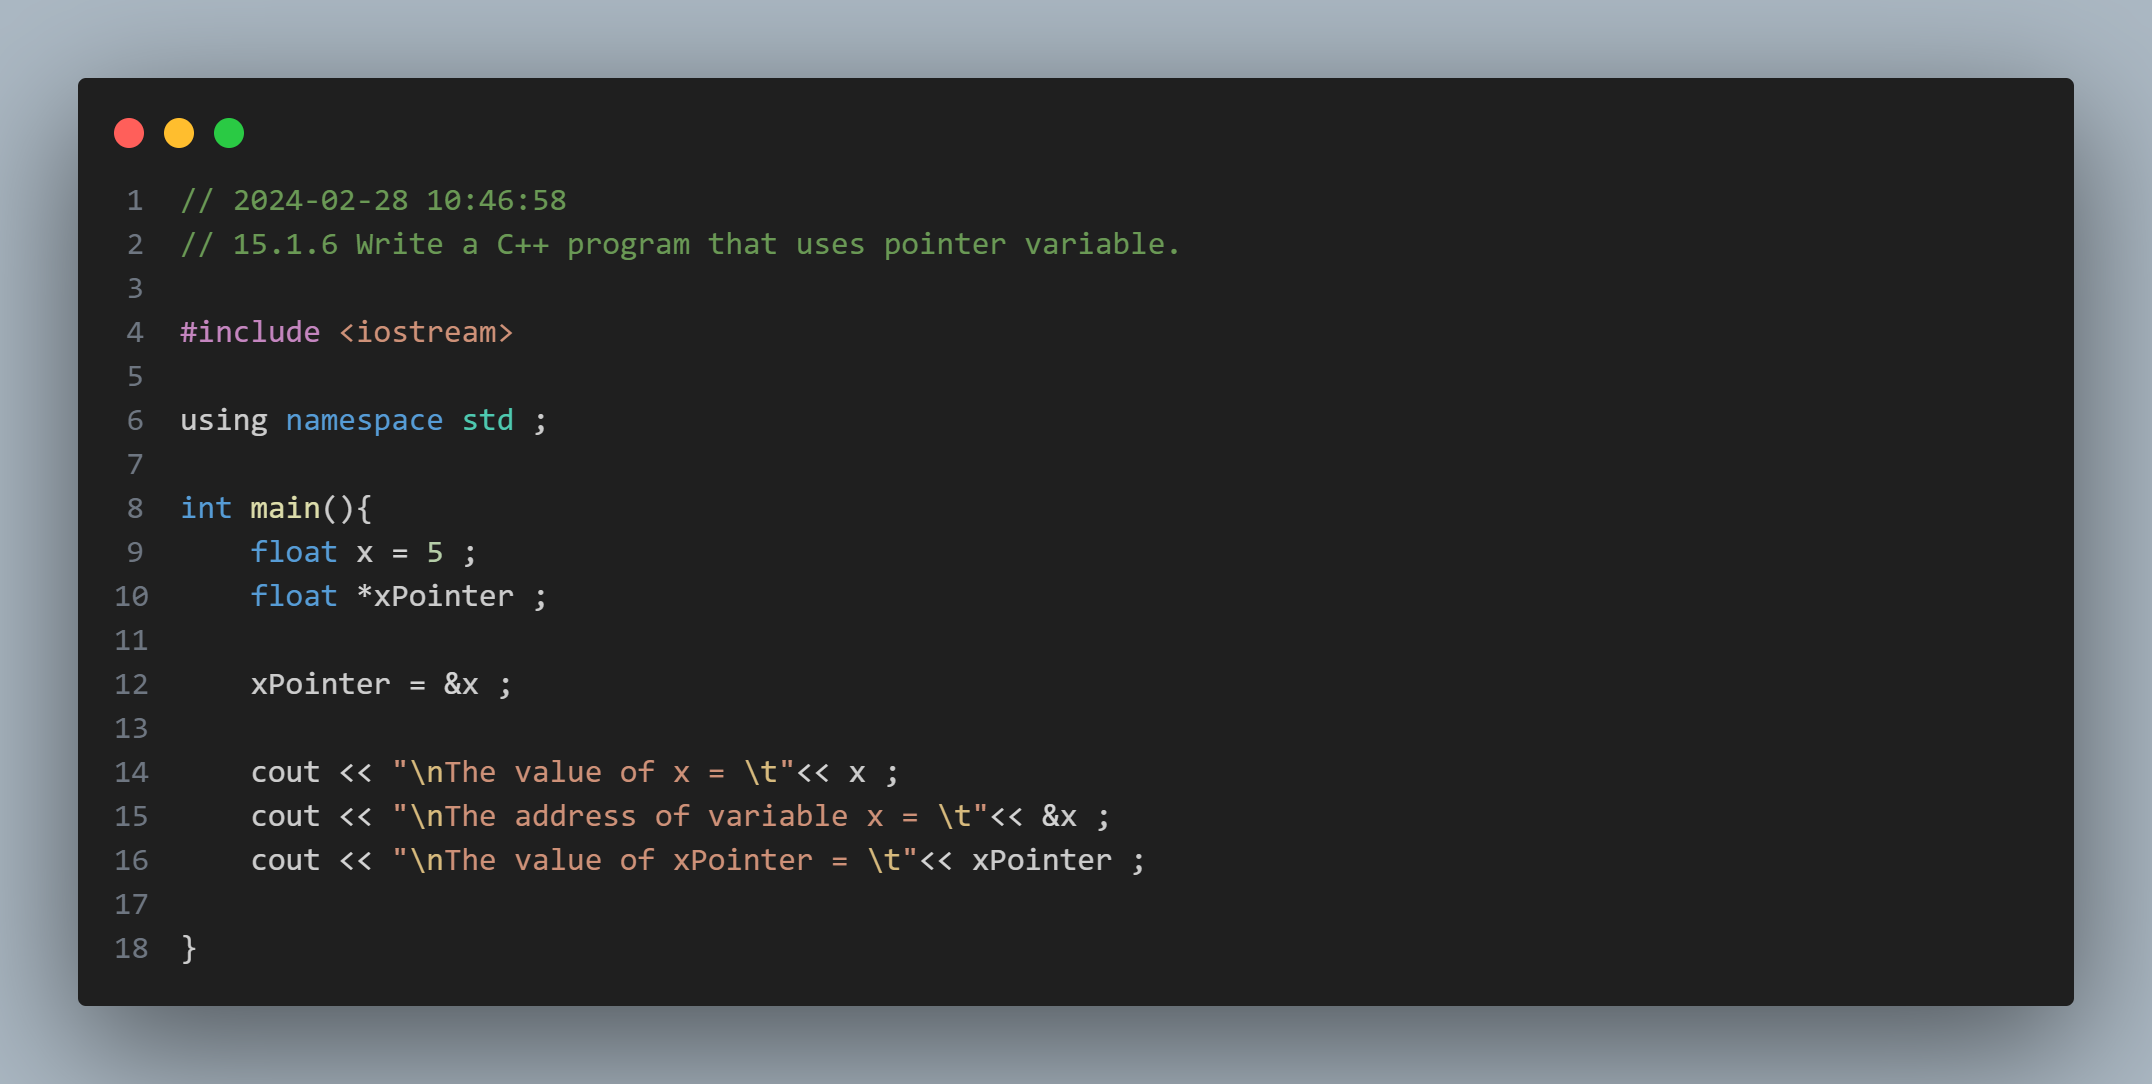 1 // 2024-02-28 10:46:58
2 // 15.1.6 Write a C++ program that uses pointer variable.
3
4 #include <iostream>
5
6 using namespace std ;
7
8 int main(){
9     float x = 5 ;
10     float *xPointer ;
11
12     xPointer = &x ;
13
14     cout << "\nThe value of x = \t"<< x ;
15     cout << "\nThe address of variable x = \t"<< &x ;
16     cout << "\nThe value of xPointer = \t"<< xPointer ;
17
18 }